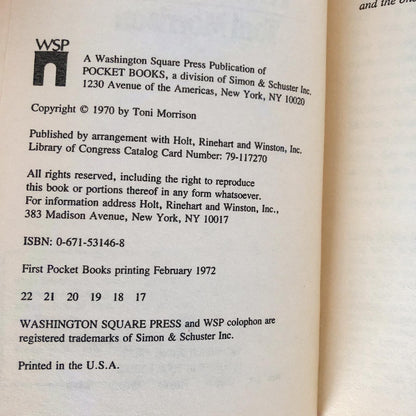 and the on
WSP
A Washington Square Press Publication of
POCKET BOOKS, a division of Simon & Schuster Inc.
1230 Avenue of the Americas, New York, NY 10020
Copyright © 1970 by Toni Morrison
Published by arrangement with Holt, Rinehart and Winston, Inc.
Library of Congress Catalog Card Number: 79-117270
All rights reserved, including the right to reproduce
this book or portions thereof in any form whatsoever.
For information address Holt, Rinehart and Winston, Inc.,
383 Madison Avenue, New York, NY 10017
ISBN: 0-671-53146-8
First Pocket Books printing February 1972
22 21 20 19 18 17
WASHINGTON SQUARE PRESS and WSP colophon are
registered trademarks of Simon & Schuster Inc.
Printed in the U.S.A.